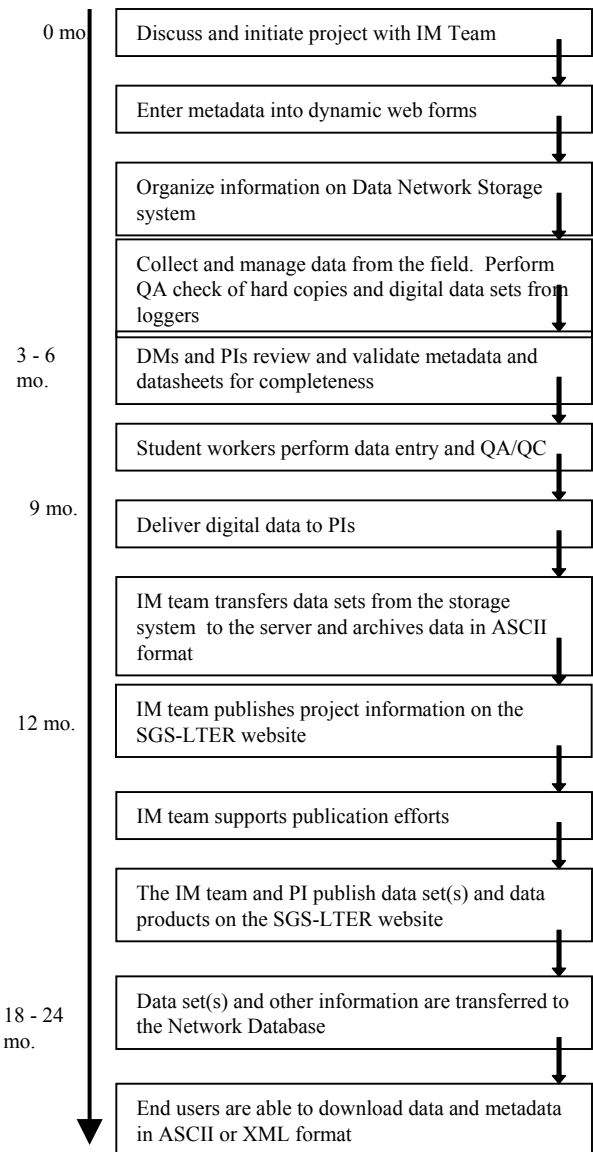 0 mo.
Discuss and initiate project with IM Team
Enter metadata into dynamic web forms
Organize information on Data Network Storage
system
Collect and manage data from the field.  Perform
QA check of hard copies and digital data sets from
loggers
3 - 6
mo.
DMs and PIs review and validate metadata and
datasheets for completeness
Student workers perform data entry and QA/QC
9 mo.
Deliver digital data to PIs
IM team transfers data sets from the storage
system  to the server and archives data in ASCII
format
12 mo.
IM team publishes project information on the
SGS-LTER website
IM team supports publication efforts
The IM team and PI publish data set(s) and data
products on the SGS-LTER website
18 - 24
mo.
Data set(s) and other information are transferred to
the Network Database
End users are able to download data and metadata
in ASCII or XML format